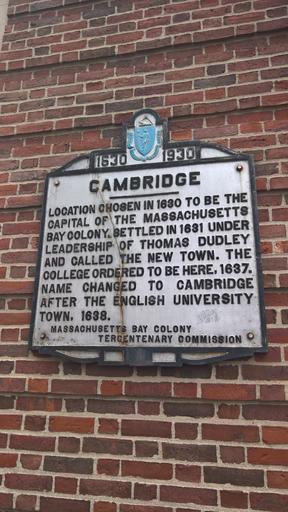 1630 1930
CAMBRIDGE
LOCATION CHOSEN IN 1630 TO BE THE
CAPITAL OF THE MASSACHUSETTS
BAY COLONY. SETTLED IN 1631 UNDER
LEADERSHIP OF THOMAS DUDLEY
AND CALLED THE NEW TOWN. THE
COLLEGE ORDERED TO BE HERE, 1637.
NAME CHANGED TO CAMBRIDGE
AFTER THE ENGLISH UNIVERSITY
TOWN, 1638.
MASSACHUSETTS BAY COLONY
TERCENTENARY COMMISSION